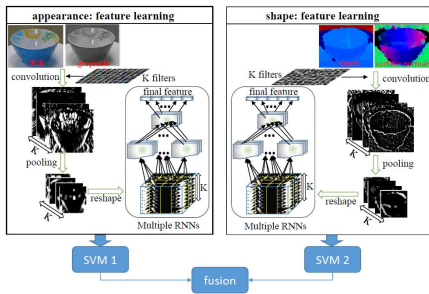 appearance: feature learning
grayscale
convolution
K filters
final feature
K
pooling
K
K
reshape
Multiple RNNs
SVM 1
shape: feature learning
depth
surface normal
K filters
convolution
final feature
K
pooling
K
K
reshape
Multiple RNNs
SVM 2
fusion